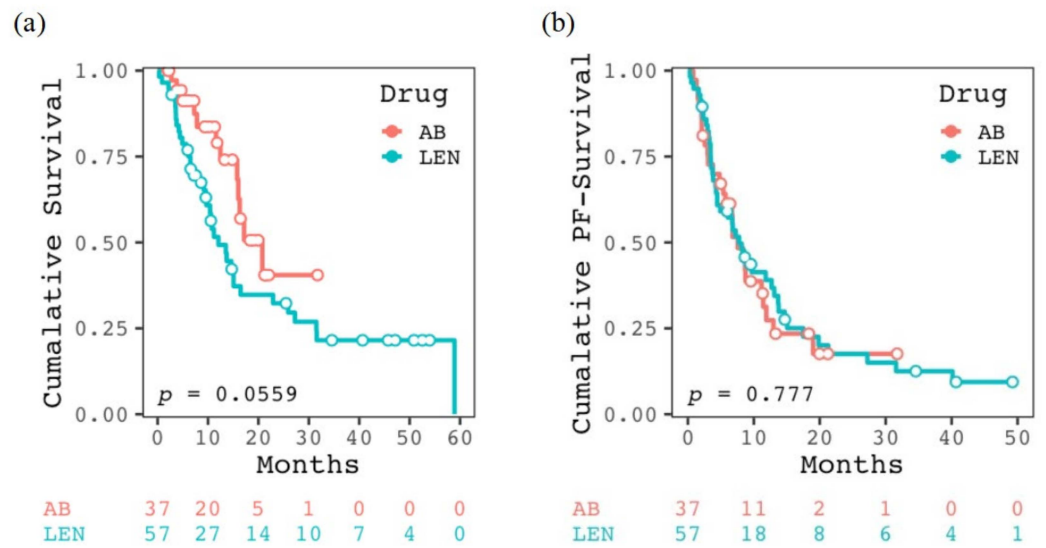 (a)
Cumalative Survival
1.00
0.75
0.50
0.25
0.00
Drug
AB
LEN
p = 0.0559
0 10 20 30 40 50 60
Months
AB 37 20 5 1 0 0 0
LEN 57 27 14 10 7 4 0
(b)
Cumalative PF-Survival
1.00
0.75
0.50
0.25
0.00
Drug
AB
LEN
p = 0.777
0 10 20 30 40 50
Months
AB 37 11 2 1 0 0
LEN 57 18 8 6 4 1